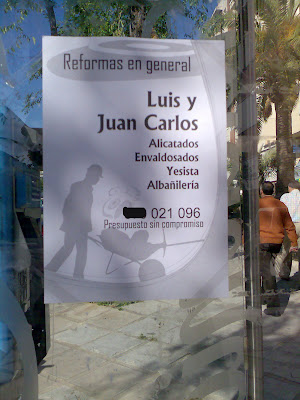 Reformas en general
Luis y
Juan Carlos
Alicatados
Envaldosados
Yesista
Albañilería
021 096
Presupuesto sin compromiso